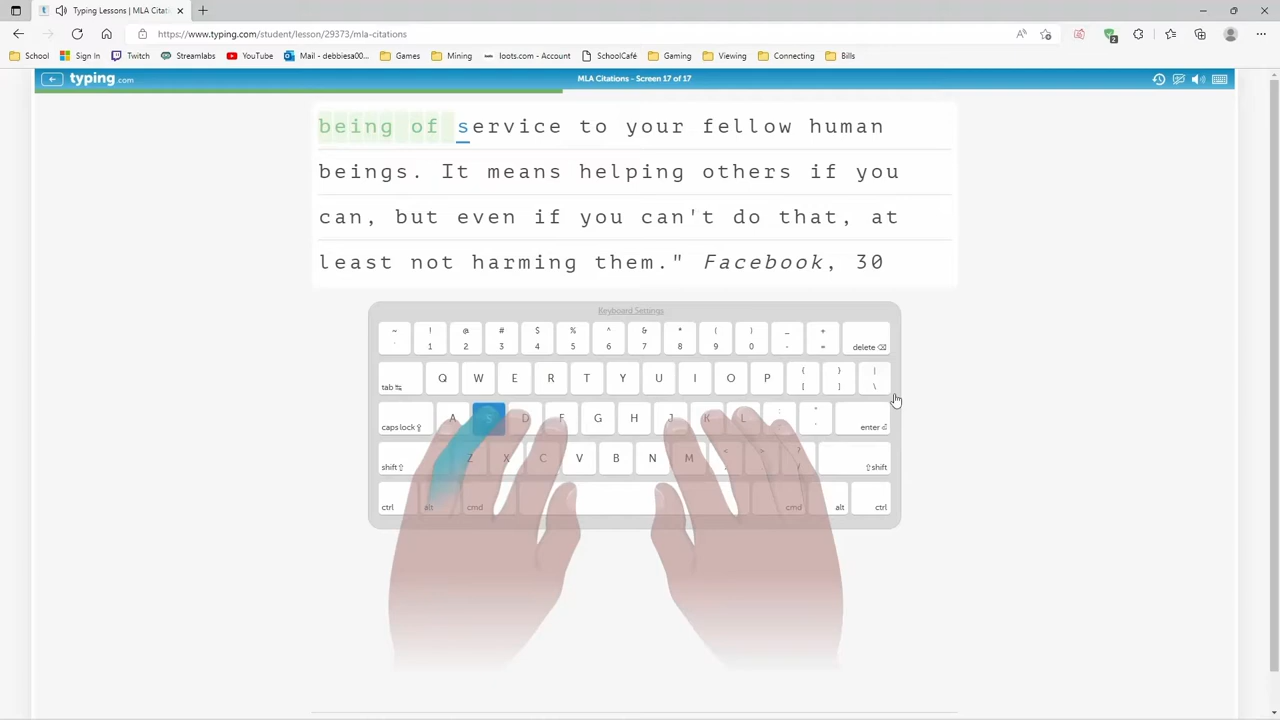 Typing Lessons | MLA Citati
https://www.typing.com/student/lesson/29373/mla-citations
School Sign In Twitch Streamlabs YouTube Mail - debbiesa00... Games Mining loots.com - Account SchoolCafé Gaming Viewing Connecting Bills
typing.com MLA Citations - Screen 17 of 17
being of service to your fellow human
beings. It means helping others if you
can, but even if you can't do that, at
least not harming them." Facebook, 30
Keyboard Settings
~ ! @ # $ % ^ & * ( ) _ +
` 1 2 3 4 5 6 7 8 9 0 - = delete
tab Q W E R T Y U I O P { [ } ] | \
caps lock A S D F G H J K L : ; " ' enter
shift Z X C V B N M < > ? / shift
ctrl alt cmd cmd alt ctrl